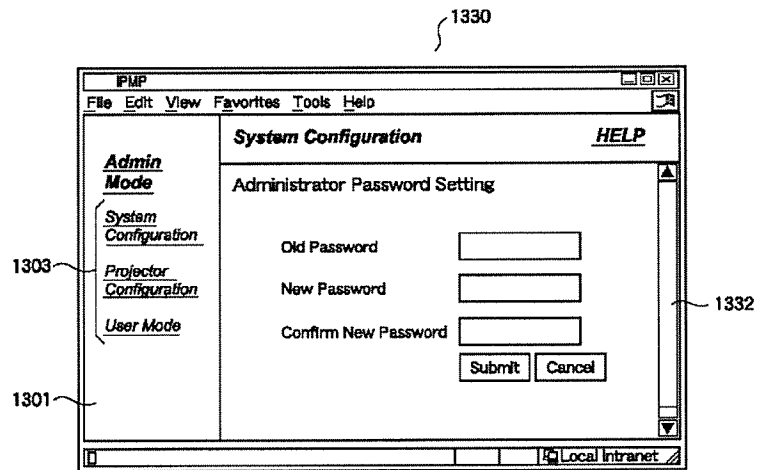 1330
IPMP
File Edit View Favorites Tools Help
System Configuration HELP
Admin
Mode
System
Configuration
Projector
Configuration
User Mode
Administrator Password Setting
Old Password
New Password
Confirm New Password
Submit Cancel
1303
1301
1332
Local Intranet